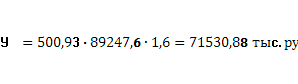 У = 500,93· 89247,6· 1,6 = 71530,88 тыс. ру